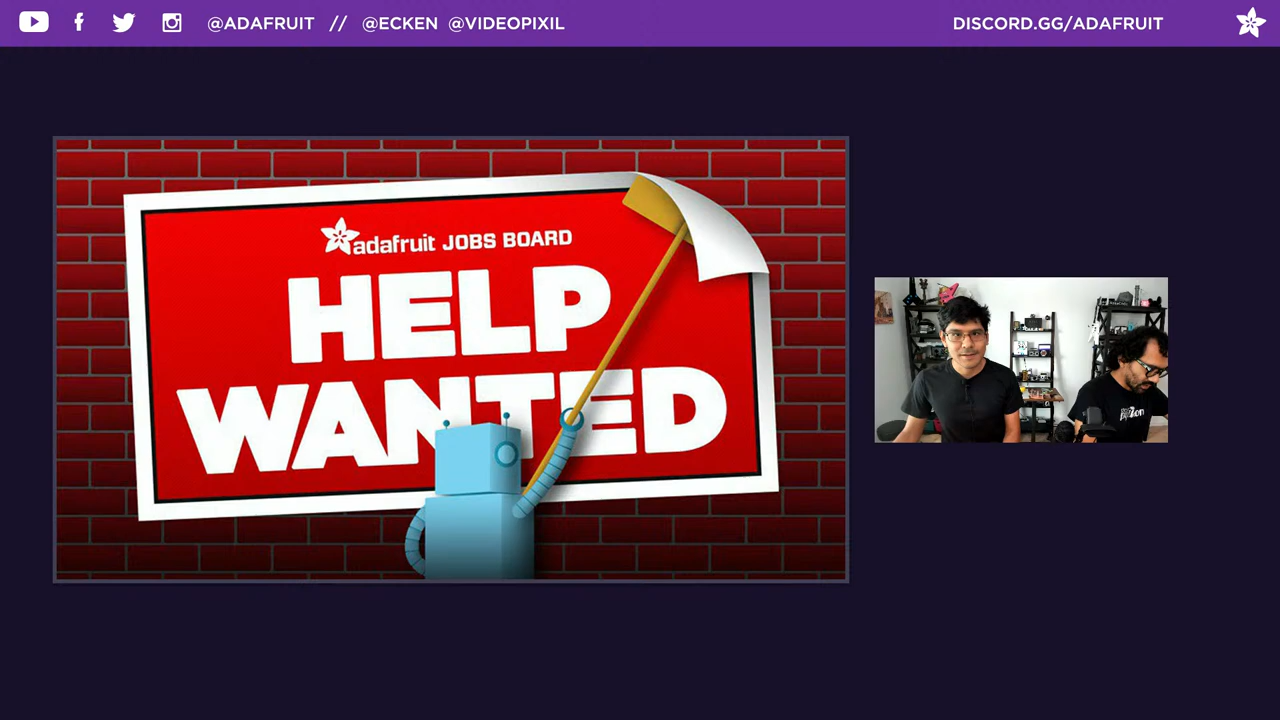 @ADAFRUIT // @ECKEN @VIDEOPIXIL
DISCORD.GG/ADAFRUIT
adafruit JOBS BOARD
HELP
WANTED